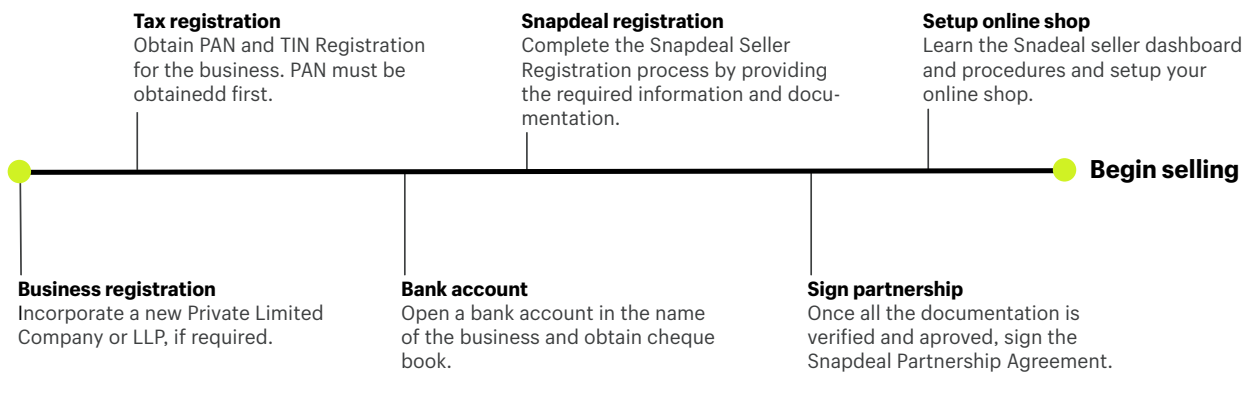 Tax registration
Obtain PAN and TIN Registration
for the business. PAN must be
obtainedd first.
Snapdeal registration
Complete the Snapdeal Seller
Registration process by providing
the required information and docu-
mentation.
Setup online shop
Learn the Snadeal seller dashboard
and procedures and setup your
online shop.
Begin selling
Business registration
Incorporate a new Private Limited
Company or LLP, if required.
Bank account
Open a bank account in the name
of the business and obtain cheque
book.
Sign partnership
Once all the documentation is
verified and aproved, sign the
Snapdeal Partnership Agreement.